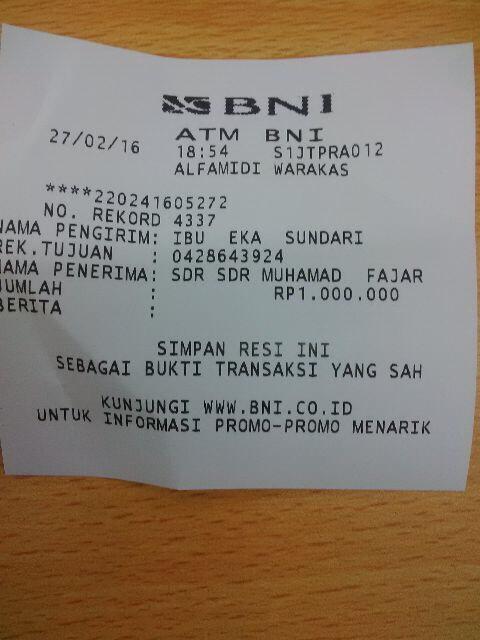 BNI
ATM BNI
27/02/16 18:54 S1JTPRA012
ALFAMIDI WARAKAS
****220241605272
NO. REKORD 4337
NAMA PENGIRIM: IBU EKA SUNDARI
REK.TUJUAN : 0428643924
NAMA PENERIMA: SDR SDR MUHAMAD FAJAR
JUMLAH : RP1.000.000
BERITA :
SIMPAN RESI INI
SEBAGAI BUKTI TRANSAKSI YANG SAH
KUNJUNGI WWW.BNI.CO.ID
UNTUK INFORMASI PROMO-PROMO MENARIK